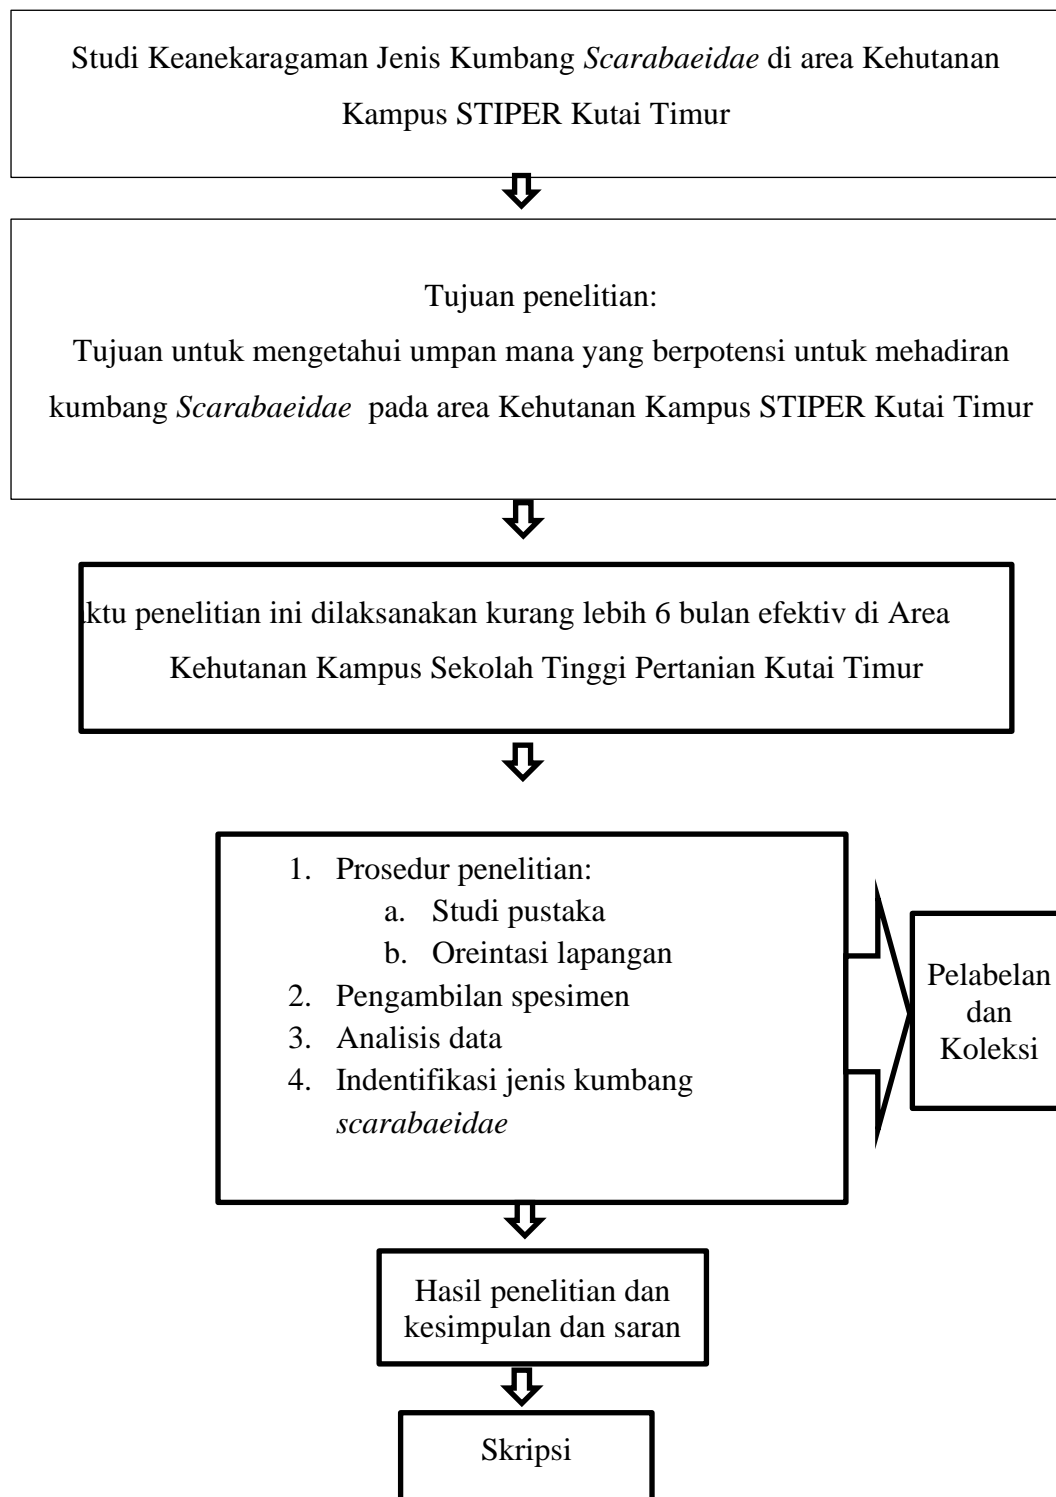 Studi Keanekaragaman Jenis Kumbang Scarabaeidae di area Kehutanan
Kampus STIPER Kutai Timur
Tujuan penelitian:
Tujuan untuk mengetahui umpan mana yang berpotensi untuk mehadiran
kumbang Scarabaeidae pada area Kehutanan Kampus STIPER Kutai Timur
ktu penelitian ini dilaksanakan kurang lebih 6 bulan efektiv di Area
Kehutanan Kampus Sekolah Tinggi Pertanian Kutai Timur
1. Prosedur penelitian:
a. Studi pustaka
b. Oreintasi lapangan
2. Pengambilan spesimen
3. Analisis data
4. Indentifikasi jenis kumbang
scarabaeidae
Pelabelan
dan
Koleksi
Hasil penelitian dan
kesimpulan dan saran
Skripsi